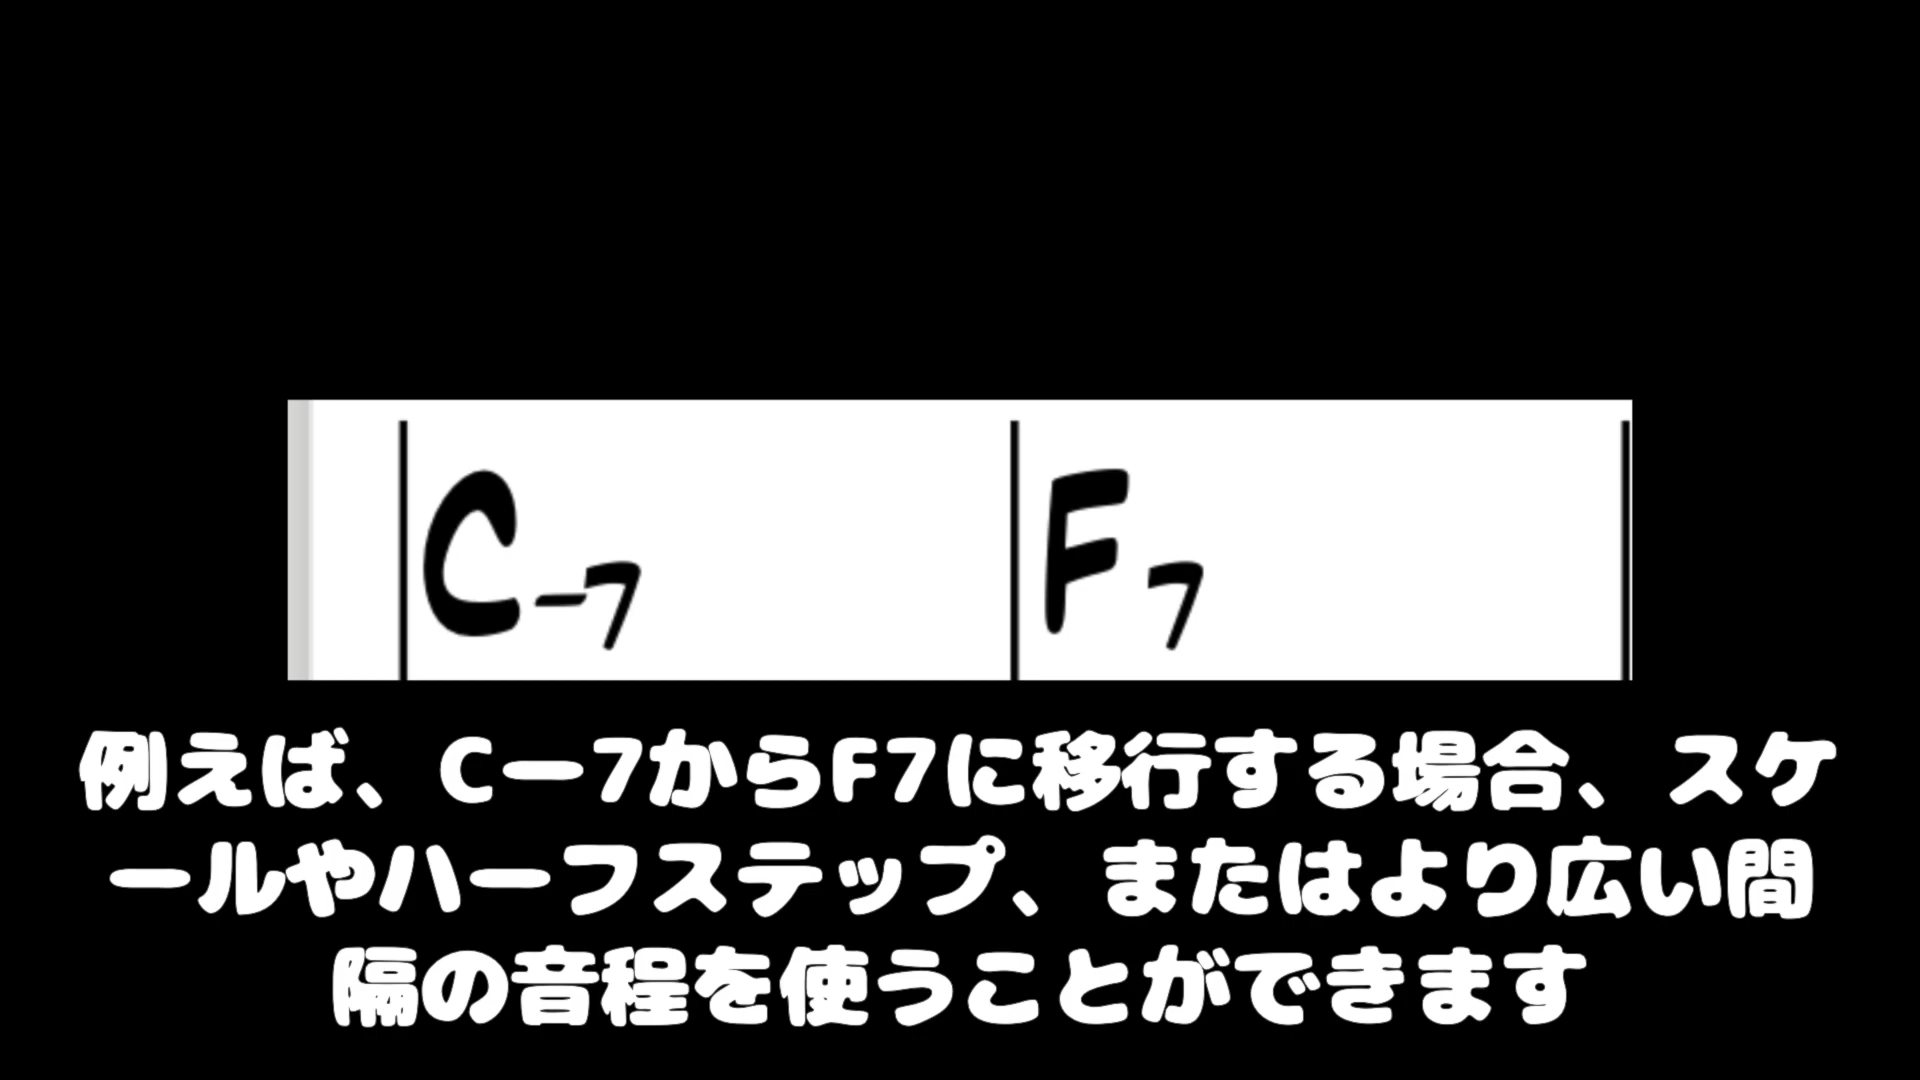 C-7 F7
例えば、Cー7からF7に移行する場合、スケ
ールやハーフステップ、またはより広い間
隔の音程を使うことができます